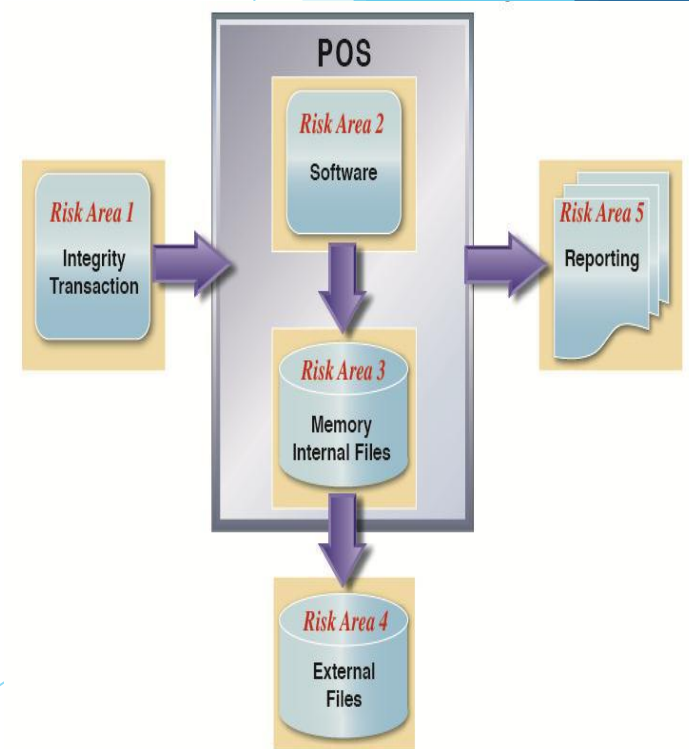 POS
Risk Area 2
Software
Risk Area 1
Integrity
Transaction
Risk Area 5
Reporting
Risk Area 3
Memory
Internal Files
Risk Area 4
External
Files